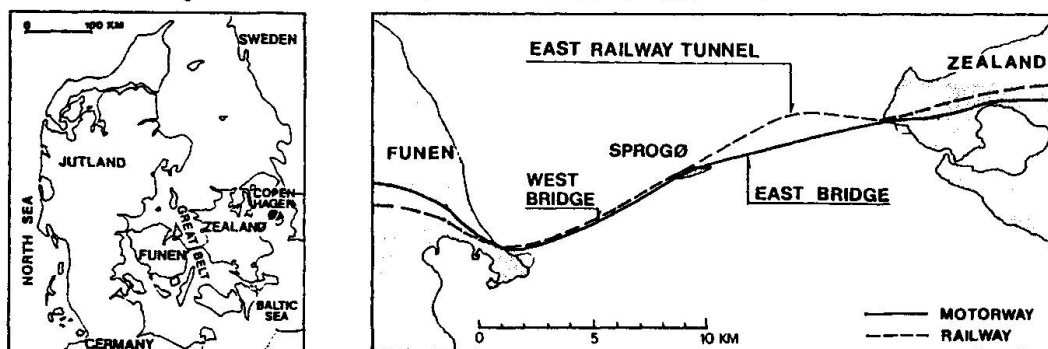 0 100 KM
SWEDEN
JUTLAND
NORTH SEA
COPEN
HAGEN
ZEALAND
GREAT BELT
FUNEN
BALTIC
SEA
GERMANY
EAST RAILWAY TUNNEL
ZEALAND
FUNEN
SPROGØ
WEST
BRIDGE
EAST BRIDGE
0 5 10 KM
MOTORWAY
RAILWAY